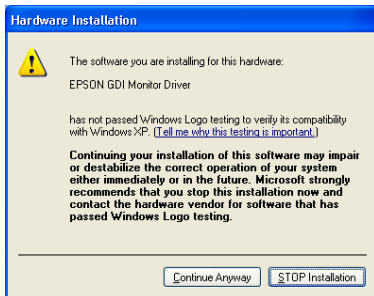 Hardware Installation
The software you are installing for this hardware:
EPSON GDI Monitor Driver
has not passed Windows Logo testing to verify its compatibility
with Windows XP. (Tell me why this testing is important.)
Continuing your installation of this software may impair
or destabilize the correct operation of your system
either immediately or in the future. Microsoft strongly
recommends that you stop this installation now and
contact the hardware vendor for software that has
passed Windows Logo testing.
Continue Anyway
STOP Installation